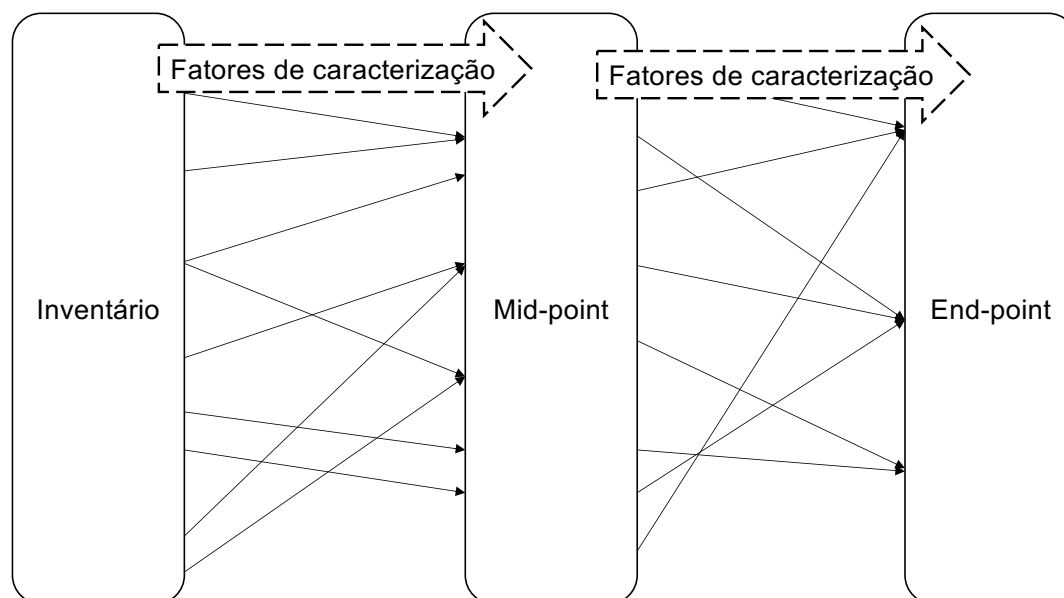 Fatores de caracterização
Fatores de caracterização
Inventário
Mid-point
End-point